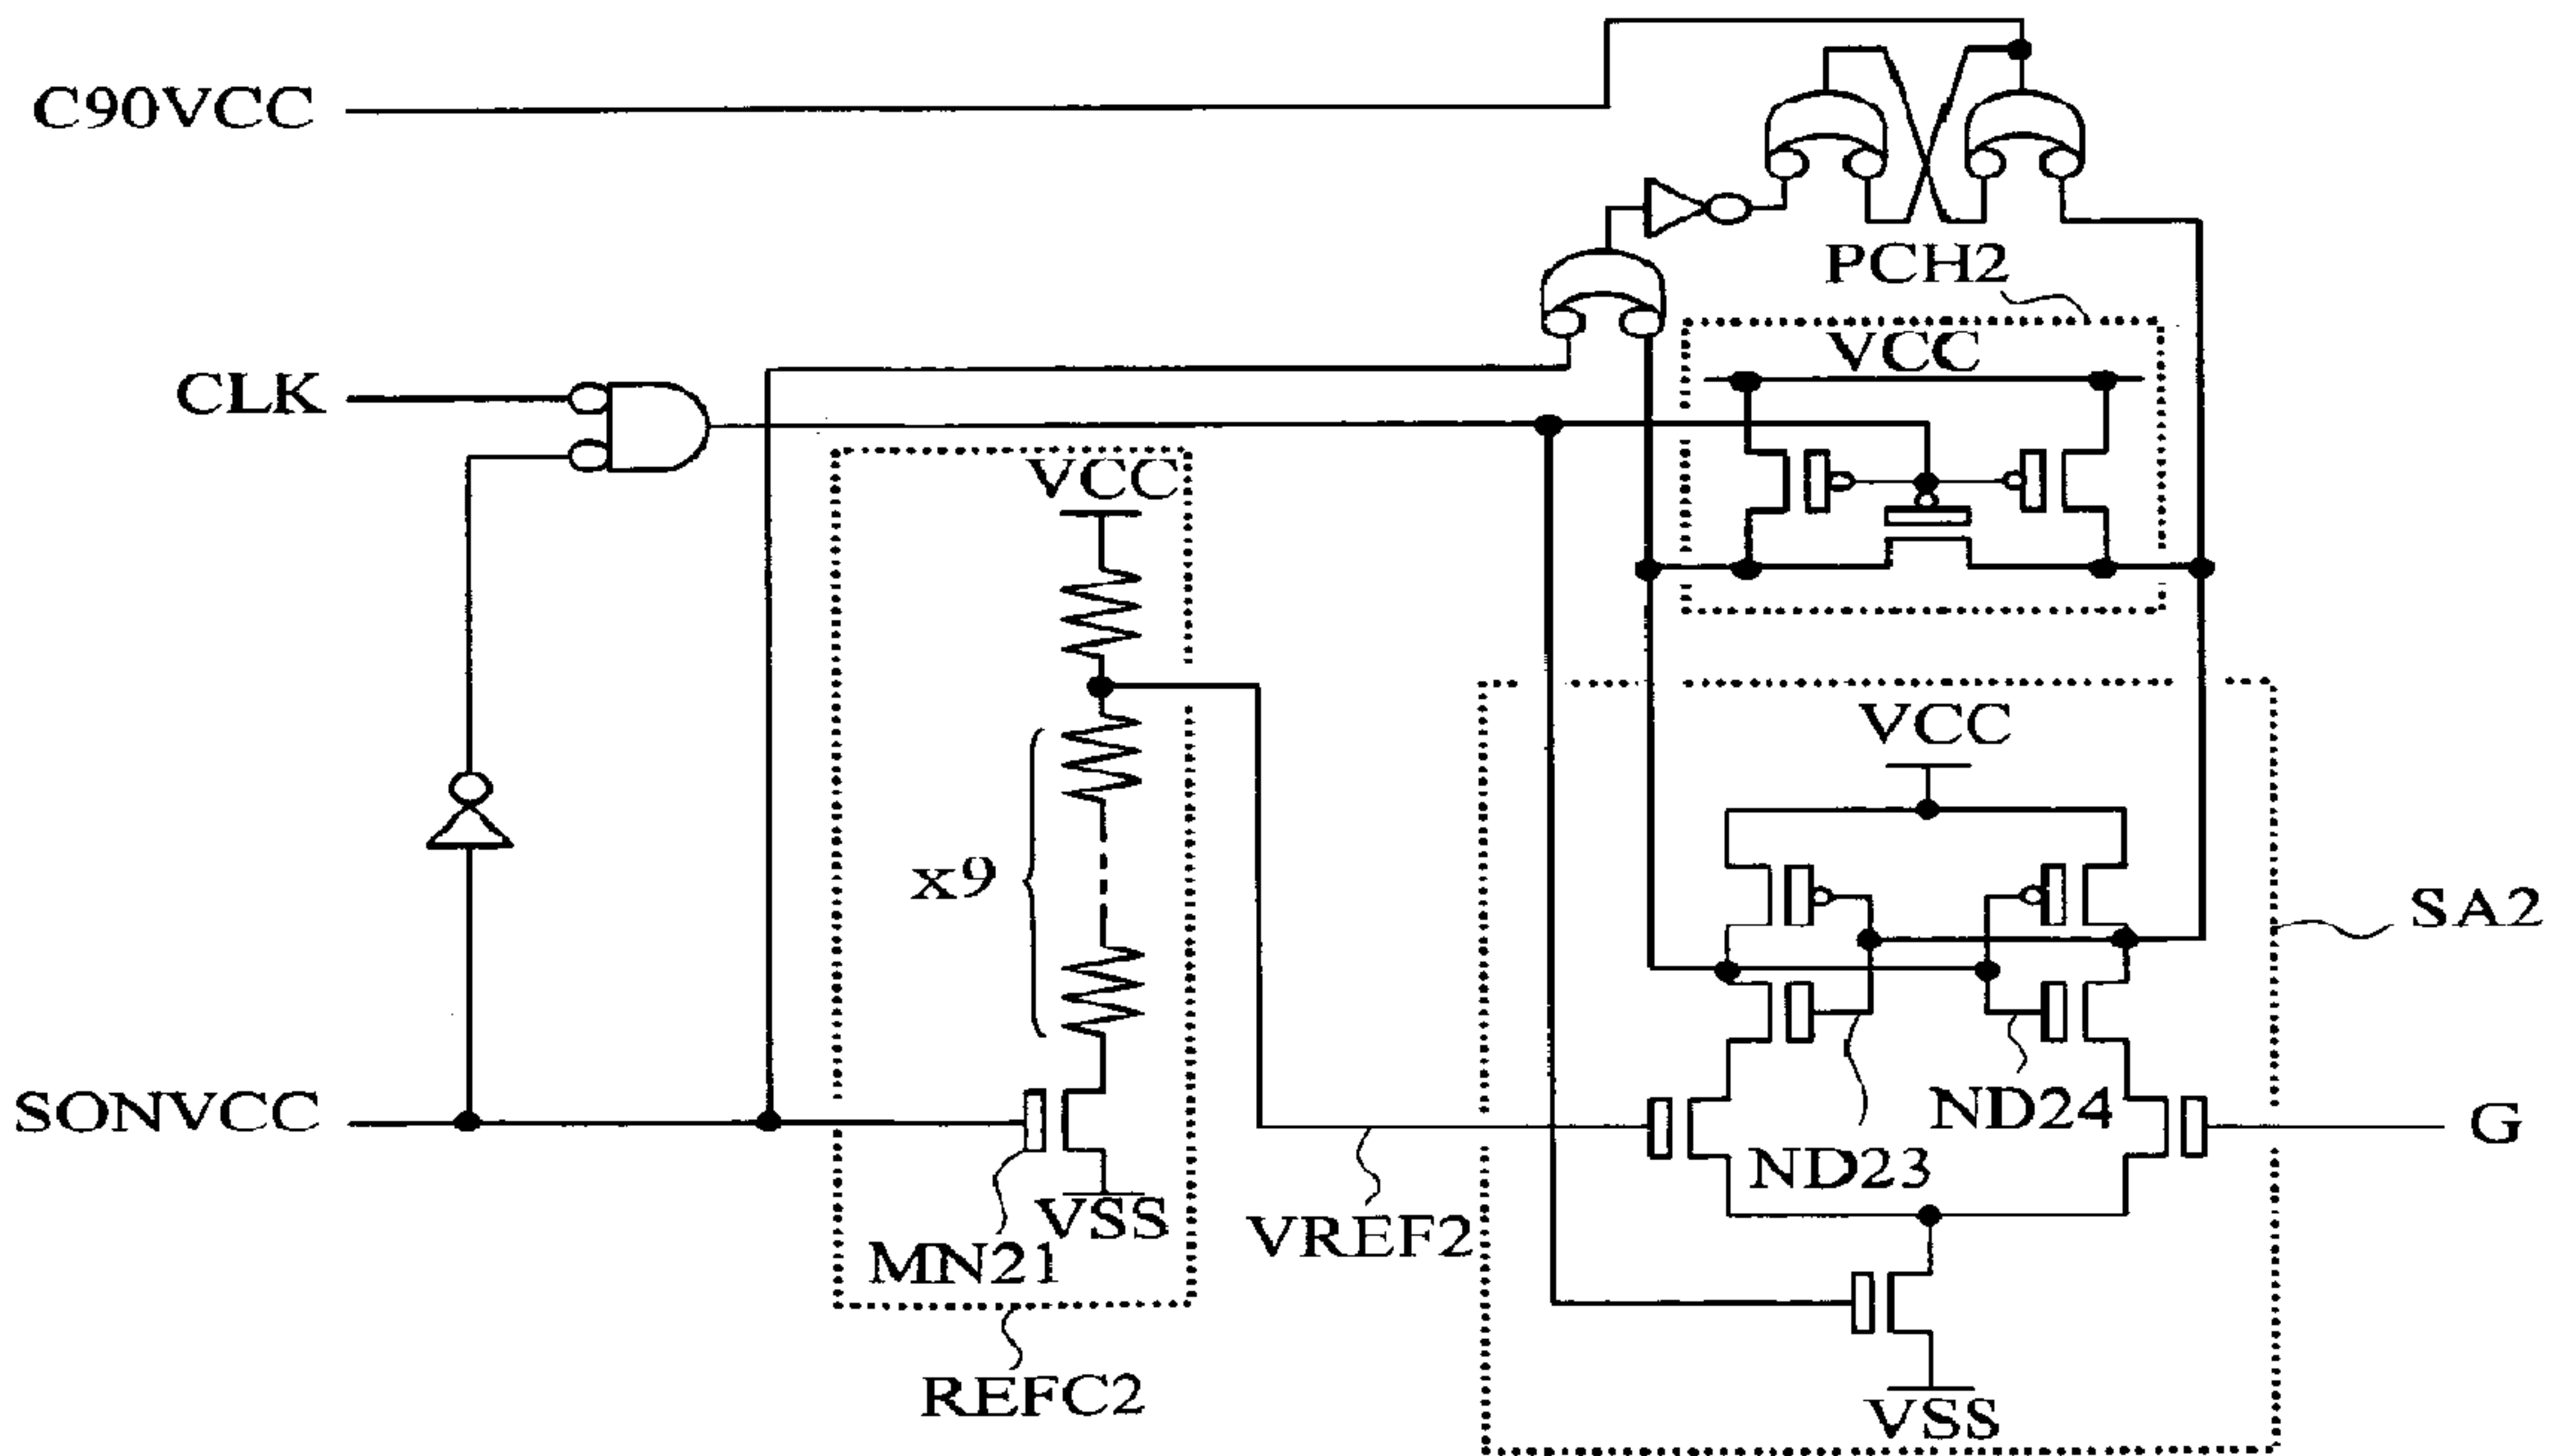 C90VCC
PCH2
VCC
CLK
VCC
VCC
x9
SA2
SONVCC
ND24
G
ND23
VSS
VREF2
MN21
REFC2
VSS